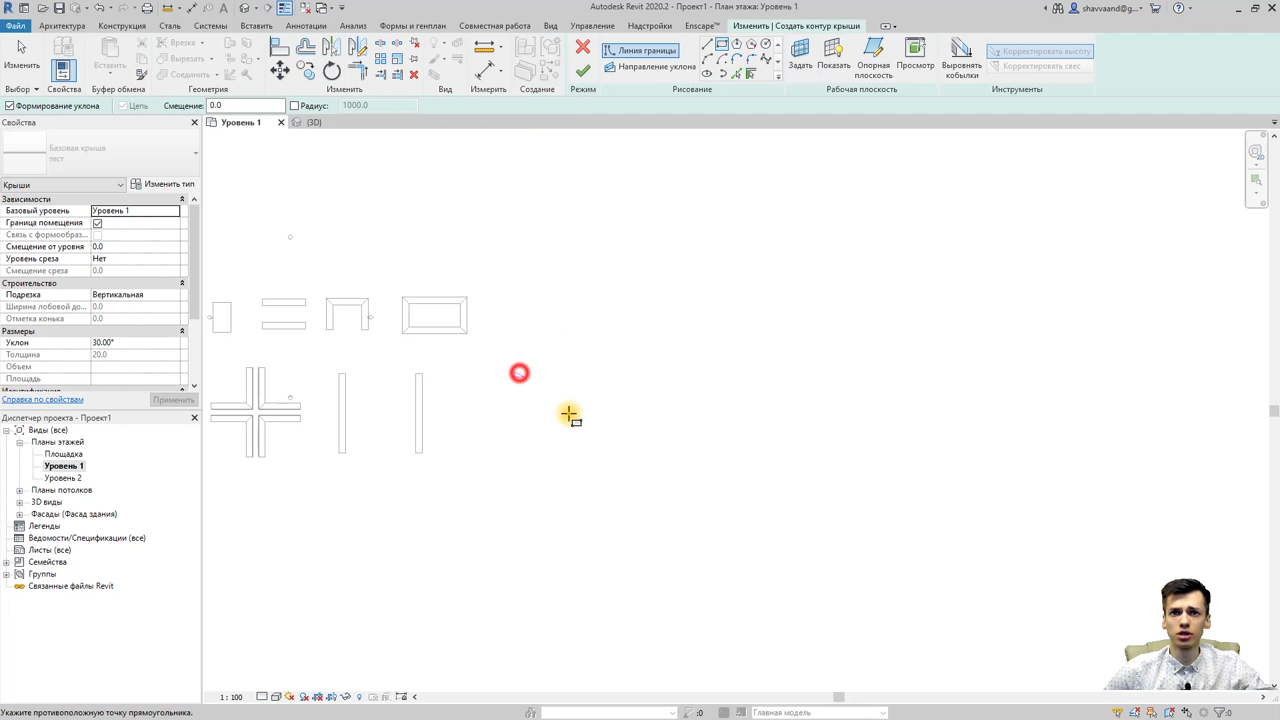 Autodesk Revit 2020.2 - Проект1 - План этажа: Уровень 1
shavvaand@g...
Файл
Архитектура
Конструкция
Сталь
Системы
Вставить
Аннотации
Анализ
Формы и генплан
Совместная работа
Вид
Управление
Надстройки
Enscape™
Изменить | Создать контур крыши
Изменить
Вставить
Врезка
Вырезать
Соединить
Линия границы
Направление уклона
Задать
Показать
Опорная плоскость
Просмотр
Выровнять кобылки
Корректировать высоту
Корректировать свес
Выбор
Свойства
Буфер обмена
Геометрия
Изменить
Вид
Измерить
Создание
Режим
Рисование
Рабочая плоскость
Инструменты
Формирование уклона
Цепь
Смещение: 0.0
Радиус: 1000.0
Свойства
Уровень 1
{3D}
Базовая крыша
тест
Крыши
Изменить тип
Зависимости
Базовый уровень Уровень 1
Граница помещения
Связь с формообраз...
Смещение от уровня 0.0
Уровень среза Нет
Смещение среза 0.0
Строительство
Подрезка Вертикальная
Ширина лобовой до... 0.0
Отметка конька 0.0
Размеры
Уклон 30.00°
Толщина 20.0
Объем
Площадь
Справка по свойствам
Применить
Диспетчер проекта - Проект1
Виды (все)
Планы этажей
Площадка
Уровень 1
Уровень 2
Планы потолков
3D виды
Фасады (Фасад здания)
Легенды
Ведомости/Спецификации (все)
Листы (все)
Семейства
Группы
Связанные файлы Revit
1 : 100
Укажите противоположную точку прямоугольника.
:0
Главная модель
:0